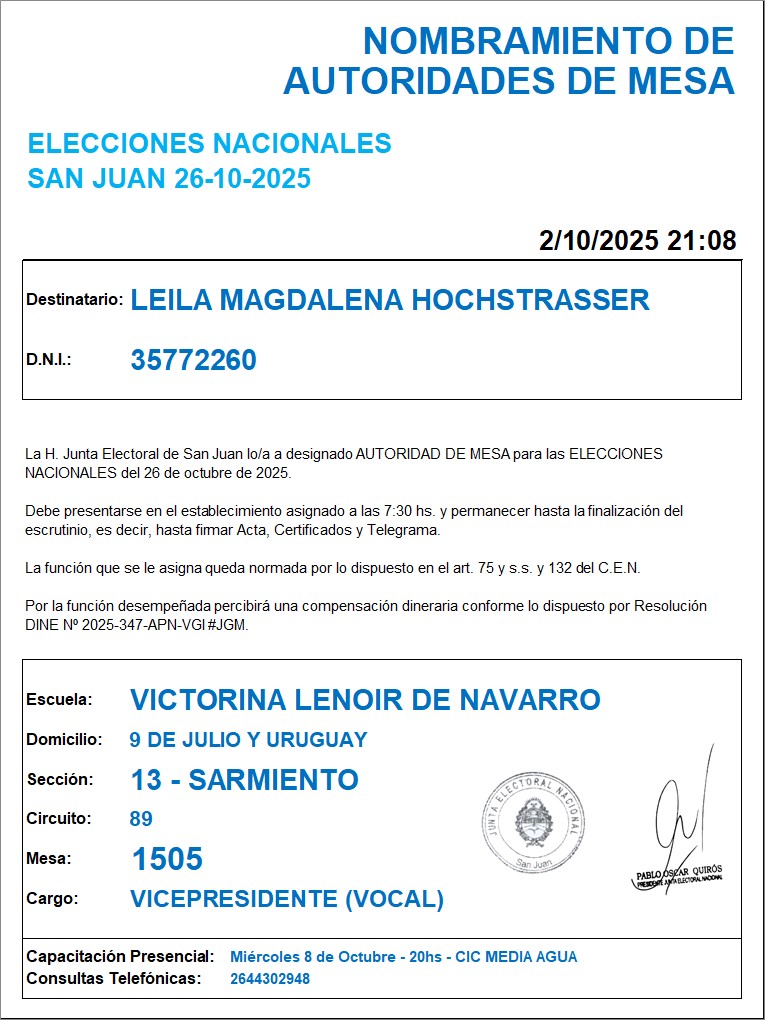 NOMBRAMIENTO DE
AUTORIDADES DE MESA
ELECCIONES NACIONALES
SAN JUAN 26-10-2025
2/10/2025 21:08
Destinatario: LEILA MAGDALENA HOCHSTRASSER
D.N.I.: 35772260
La H. Junta Electoral de San Juan lo/a a designado AUTORIDAD DE MESA para las ELECCIONES
NACIONALES del 26 de octubre de 2025.
Debe presentarse en el establecimiento asignado a las 7:30 hs. y permanecer hasta la finalización del
escrutinio, es decir, hasta firmar Acta, Certificados y Telegrama.
La función que se le asigna queda normada por lo dispuesto en el art. 75 y s.s. y 132 del C.E.N.
Por la función desempeñada percibirá una compensación dineraria conforme lo dispuesto por Resolución
DINE Nº 2025-347-APN-VGI#JGM.
Escuela: VICTORINA LENOIR DE NAVARRO
Domicilio: 9 DE JULIO Y URUGUAY
Sección: 13 - SARMIENTO
Circuito: 89
Mesa: 1505
Cargo: VICEPRESIDENTE (VOCAL)
JUNTA ELECTORAL NACIONAL
San Juan
PABLO OSCAR QUIRÓS
PRESIDENTE JUNTA ELECTORAL NACIONAL
Capacitación Presencial: Miércoles 8 de Octubre - 20hs - CIC MEDIA AGUA
Consultas Telefónicas: 2644302948